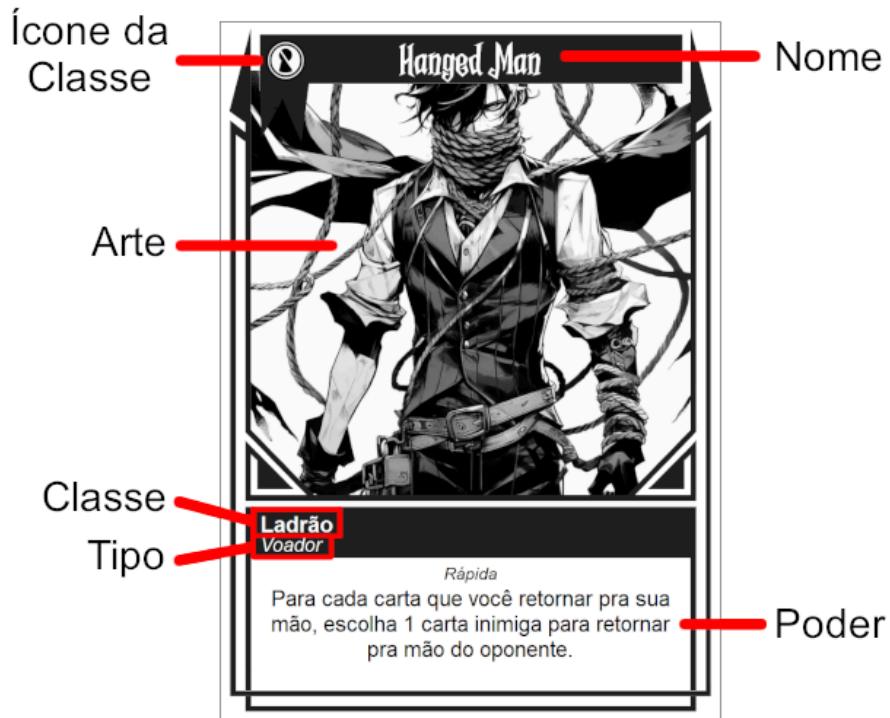 Ícone da
Classe
Hanged Man
Nome
Arte
Classe
Ladrão
Tipo
Voador
Rápida
Para cada carta que você retornar pra sua
mão, escolha 1 carta inimiga para retornar
pra mão do oponente.
Poder